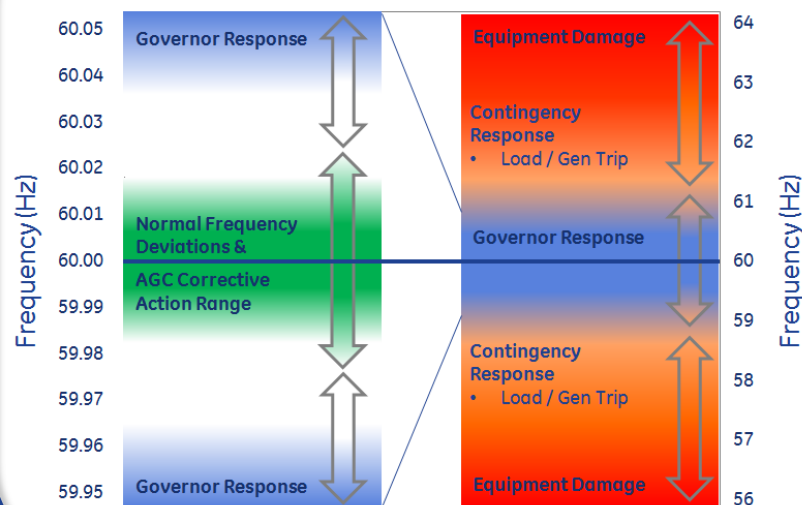 Frequency (Hz)
60.05
60.04
60.03
60.02
60.01
60.00
59.99
59.98
59.97
59.96
59.95
Governor Response
Normal Frequency
Deviations &
AGC Corrective
Action Range
Governor Response
Equipment Damage
Contingency
Response
• Load / Gen Trip
Governor Response
Contingency
Response
• Load / Gen Trip
Equipment Damage
64
63
62
61
60
59
58
57
56
Frequency (Hz)